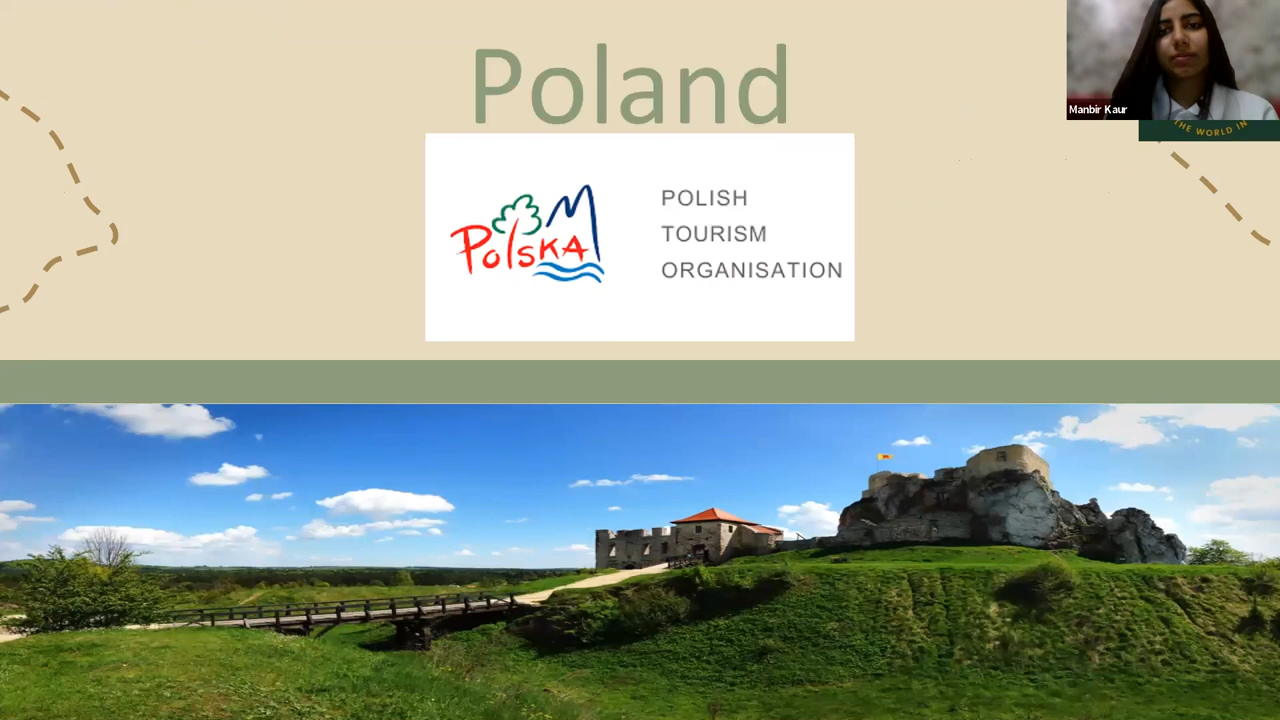 Poland
Manbir Kaur
THE WORLD IN
PoLSKA
POLISH
TOURISM
ORGANISATION